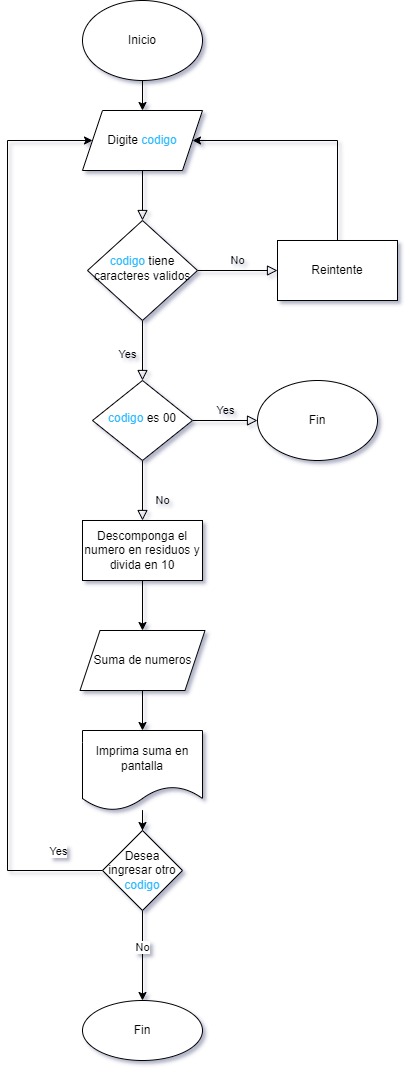 Inicio
Digite codigo
codigo tiene
caracteres validos
No
Reintente
Yes
codigo es 00
Yes
Fin
No
Descomponga el
numero en residuos y
divida en 10
Suma de numeros
Imprima suma en
pantalla
Desea
ingresar otro
codigo
Yes
No
Fin